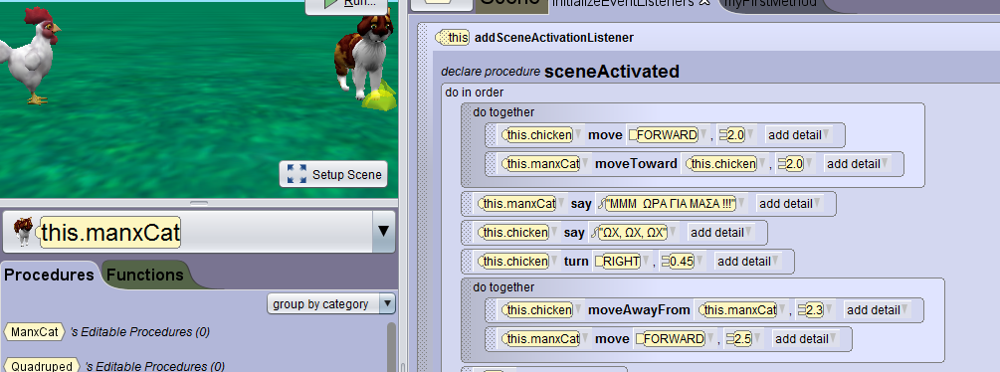 Run...
Scene initializeEventListeners myFirstMethod
this addSceneActivationListener
declare procedure sceneActivated
do in order
do together
this.chicken move FORWARD , 2.0 add detail
this.manxCat moveToward this.chicken , 2.0 add detail
this.manxCat say "ΜΜΜ ΩΡΑ ΓΙΑ ΜΑΣΑ !!!" add detail
this.chicken say "ΩΧ, ΩΧ, ΩΧ" add detail
this.chicken turn RIGHT , 0.45 add detail
do together
this.chicken moveAwayFrom this.manxCat , 2.3 add detail
this.manxCat move FORWARD , 2.5 add detail
Setup Scene
this.manxCat
Procedures Functions
group by category
ManxCat 's Editable Procedures (0)
Quadruped 's Editable Procedures (0)